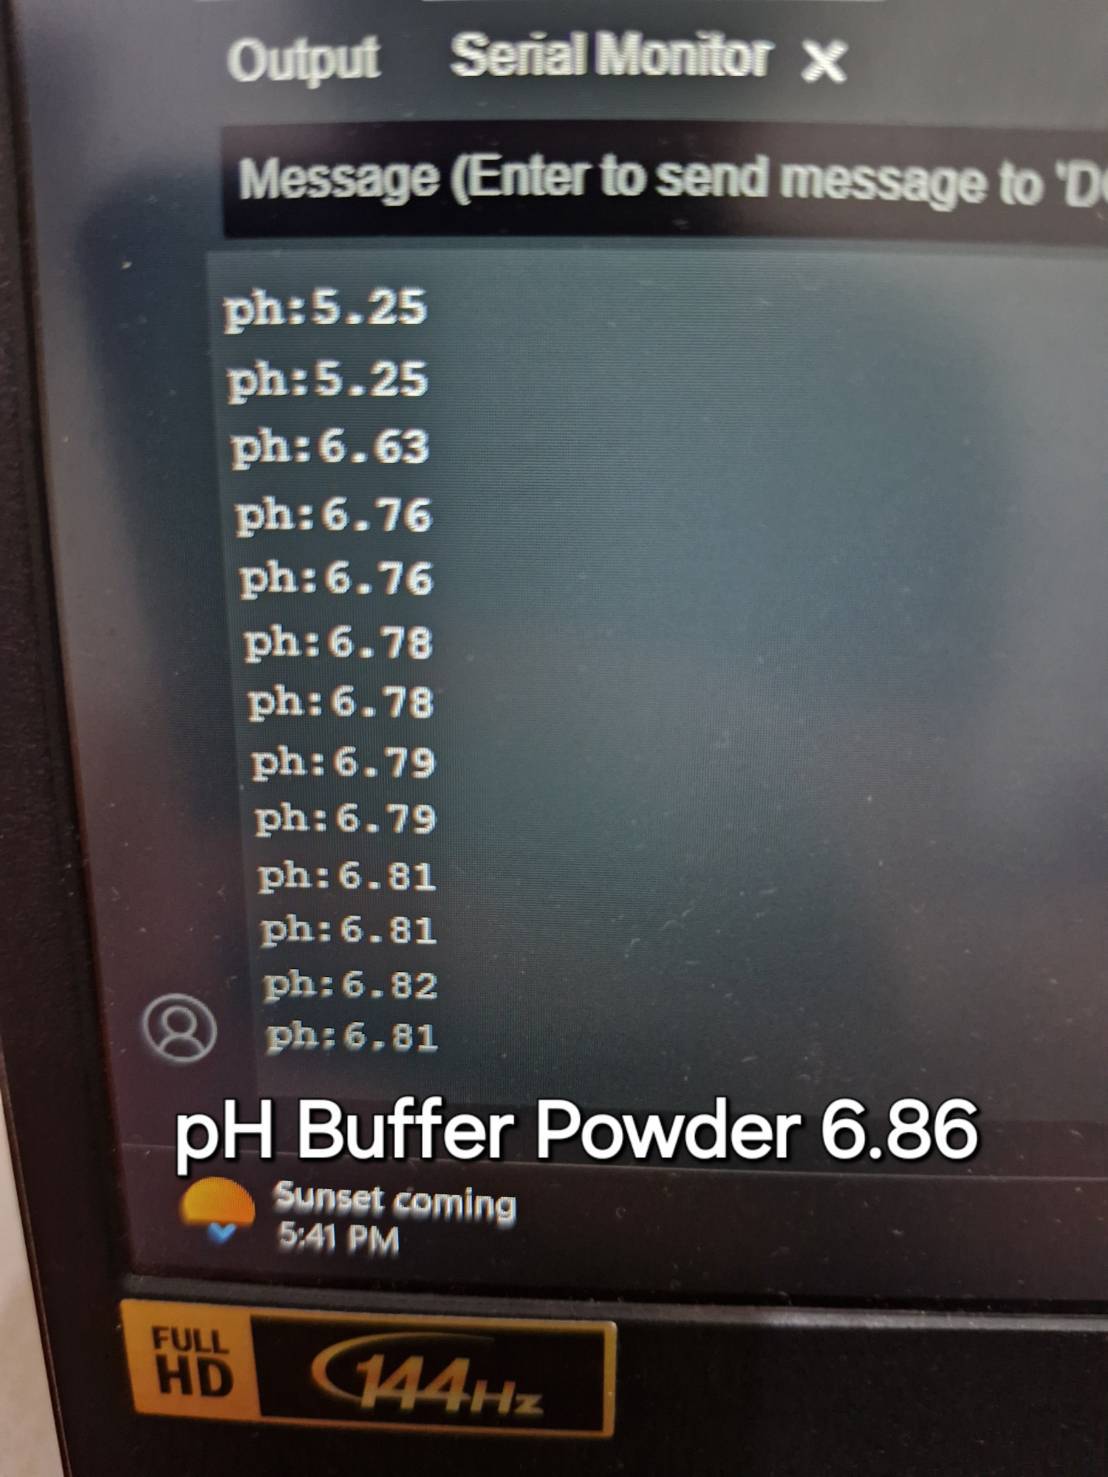 Output Serial Monitor ×
Message (Enter to send message to 'D
ph:5.25
ph:5.25
ph:6.63
ph:6.76
ph:6.76
ph:6.78
ph:6.78
ph:6.79
ph:6.79
ph:6.81
ph:6.81
ph:6.82
ph:6.81
pH Buffer Powder 6.86
Sunset coming
5:41 PM
FULL
HD
144Hz